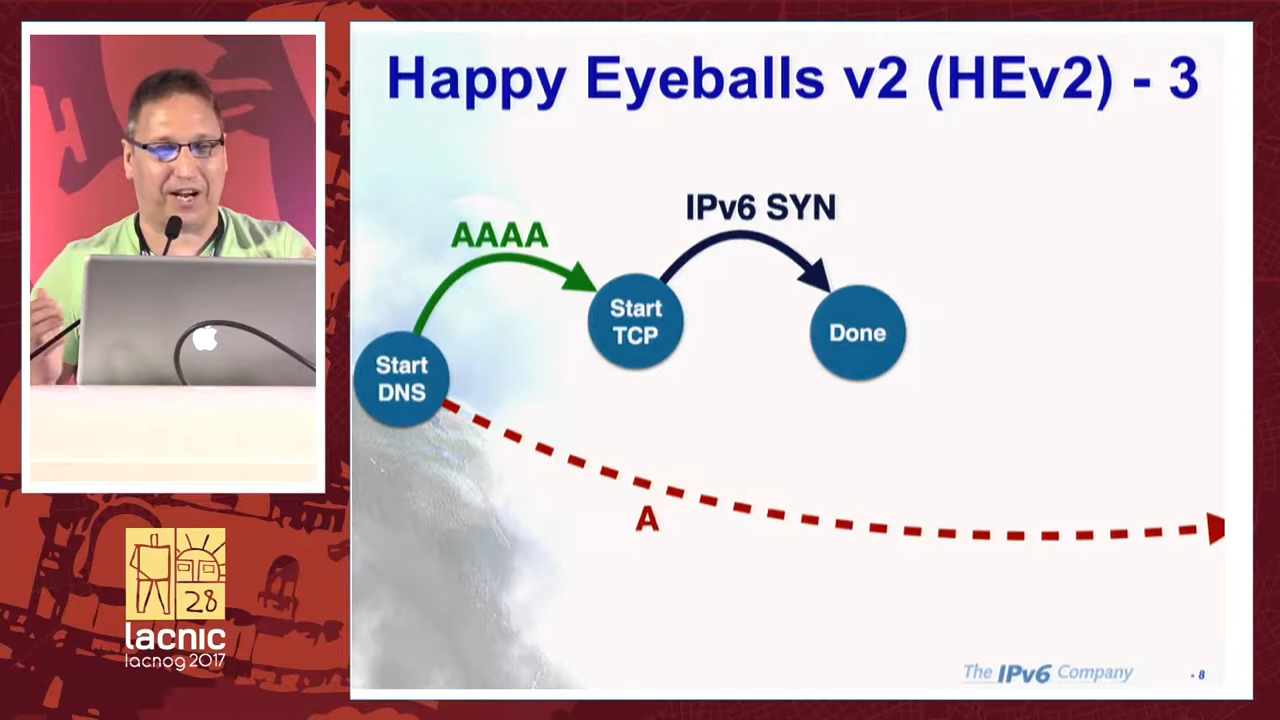 Happy Eyeballs v2 (HEv2) - 3
IPv6 SYN
AAAA
Start
TCP
Done
Start
DNS
A
The IPv6 Company
- 8
28
lacnic
lacnog 2017